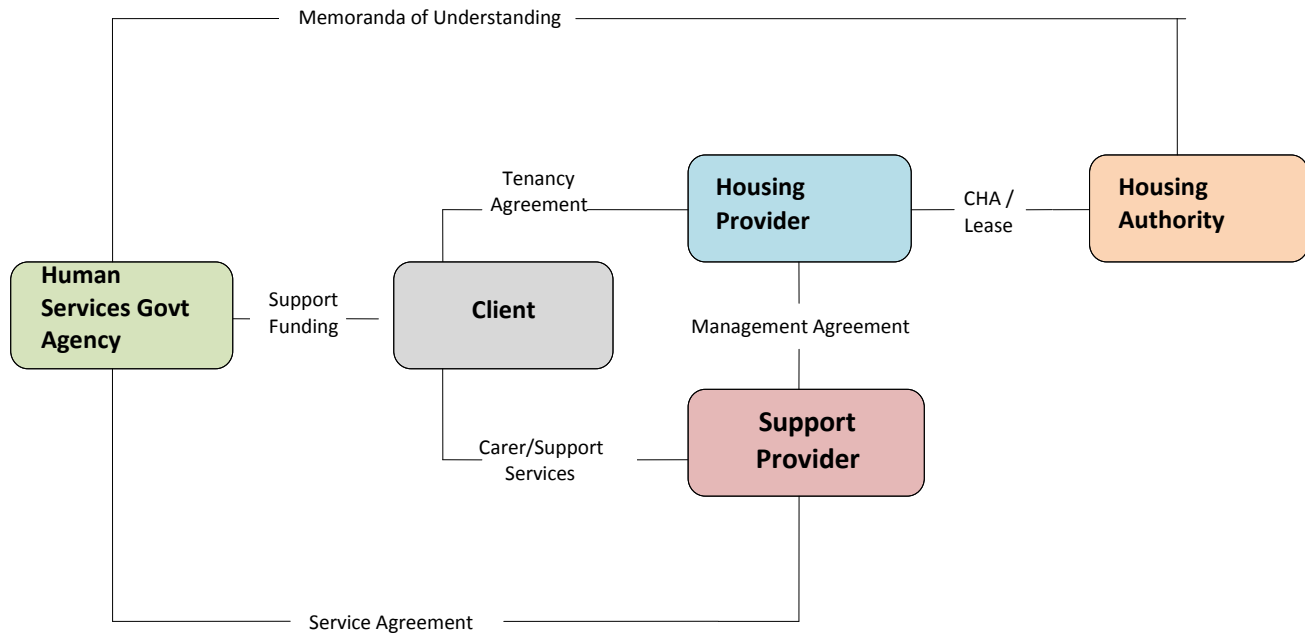 Memoranda of Understanding
Tenancy
Agreement
Housing
Provider
CHA /
Lease
Housing
Authority
Human
Services Govt
Agency
Support
Funding
Client
Management Agreement
Carer/Support
Services
Support
Provider
Service Agreement